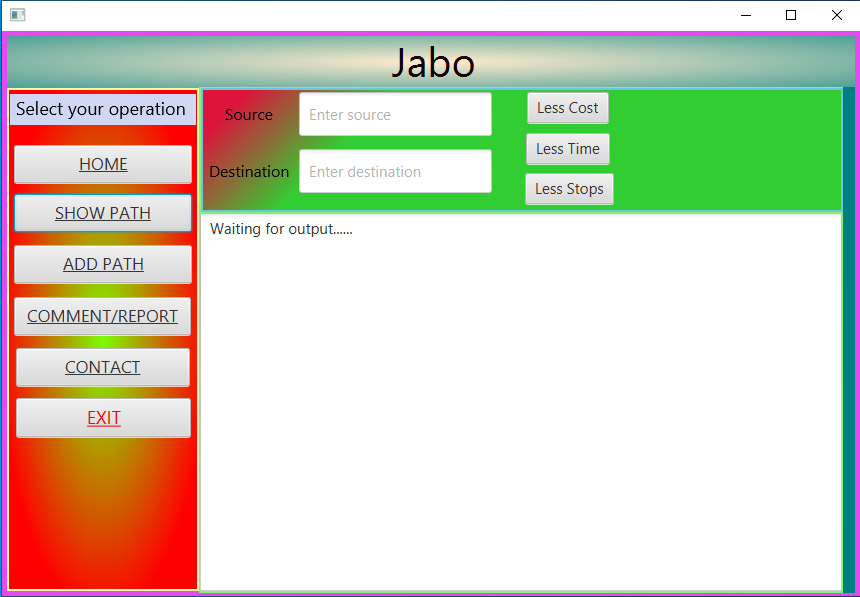 Jabo
Select your operation
HOME
SHOW PATH
ADD PATH
COMMENT/REPORT
CONTACT
EXIT
Source
Enter source
Destination
Enter destination
Less Cost
Less Time
Less Stops
Waiting for output......